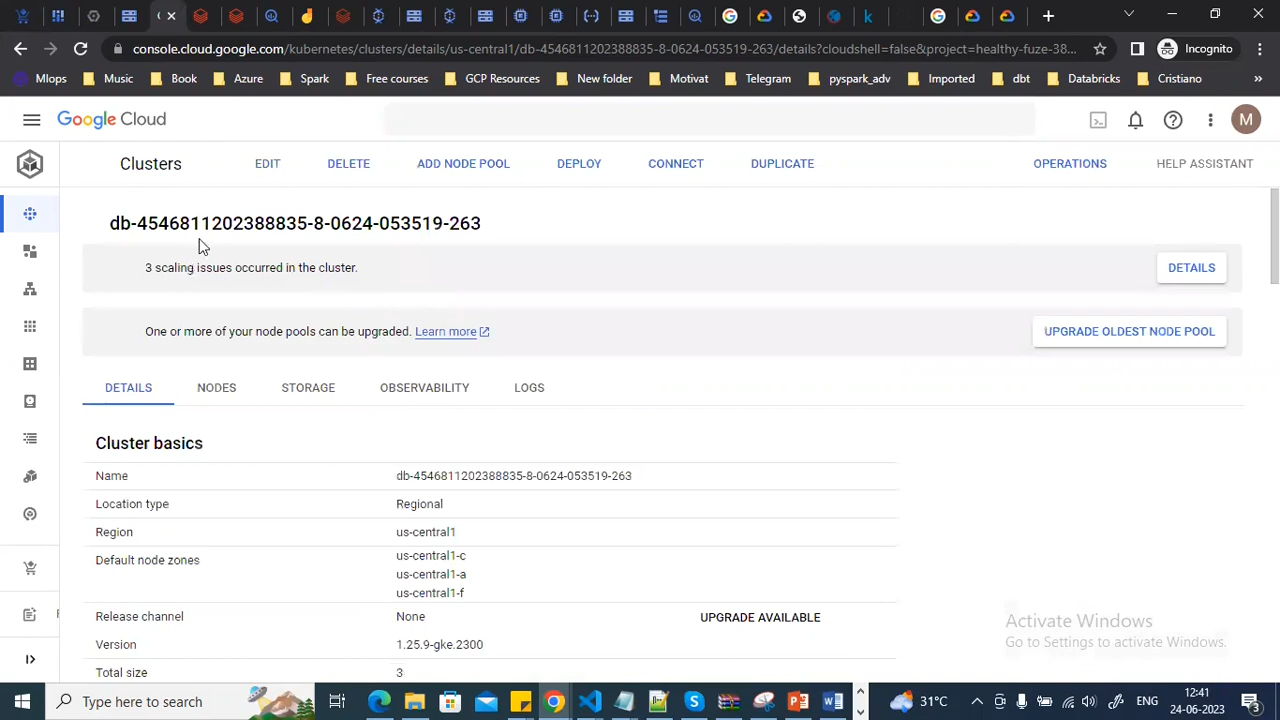 console.cloud.google.com/kubernetes/clusters/details/us-central1/db-4546811202388835-8-0624-053519-263/details?cloudshell=false&project=healthy-fuze-38...
Incognito
Mlops Music Book Azure Spark Free courses GCP Resources New folder Motivat Telegram pyspark_adv Imported dbt Databricks Cristiano »
Google Cloud
M
Clusters EDIT DELETE ADD NODE POOL DEPLOY CONNECT DUPLICATE OPERATIONS HELP ASSISTANT
db-4546811202388835-8-0624-053519-263
3 scaling issues occurred in the cluster. DETAILS
One or more of your node pools can be upgraded. Learn more UPGRADE OLDEST NODE POOL
DETAILS NODES STORAGE OBSERVABILITY LOGS
Cluster basics
Name db-4546811202388835-8-0624-053519-263
Location type Regional
Region us-central1
Default node zones us-central1-c
us-central1-a
us-central1-f
Release channel None UPGRADE AVAILABLE
Version 1.25.9-gke.2300
Total size 3
Activate Windows
Go to Settings to activate Windows.
Type here to search
31°C
ENG
12:41
24-06-2023
3